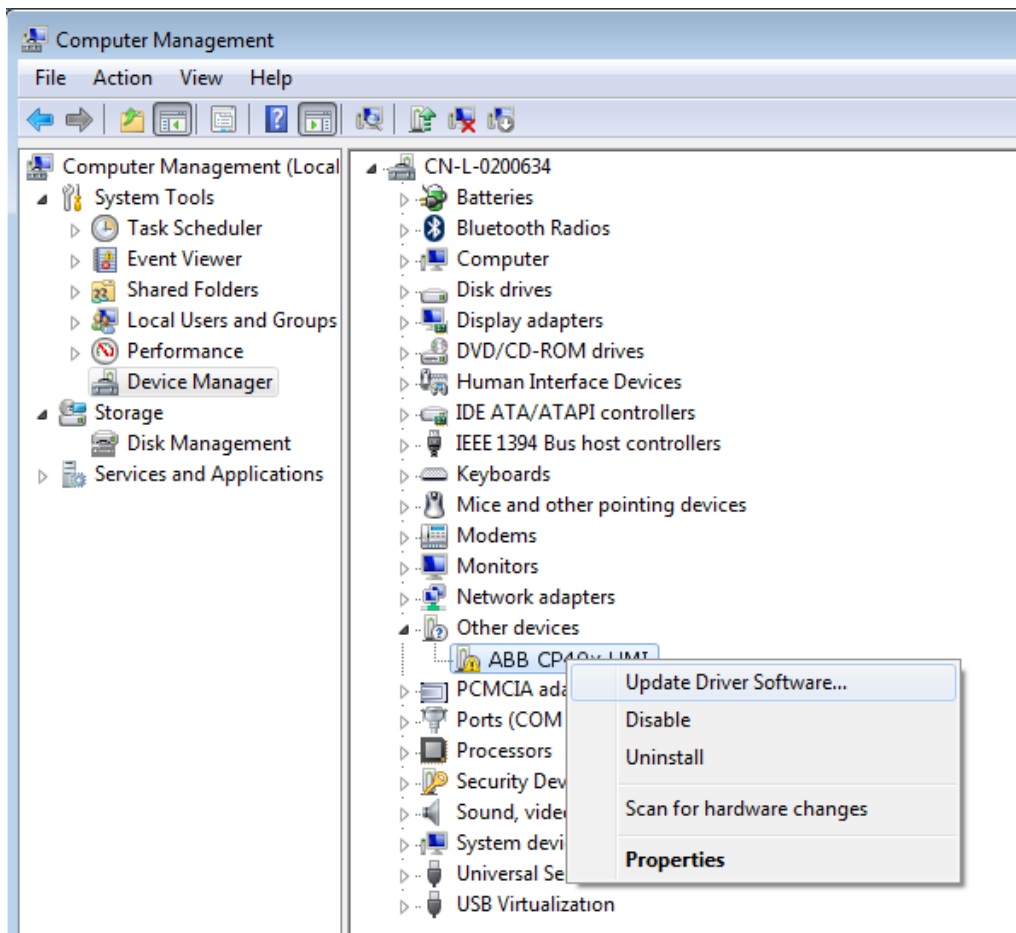 Computer Management
File Action View Help
Computer Management (Local
System Tools
Task Scheduler
Event Viewer
Shared Folders
Local Users and Groups
Performance
Device Manager
Storage
Disk Management
Services and Applications
CN-L-0200634
Batteries
Bluetooth Radios
Computer
Disk drives
Display adapters
DVD/CD-ROM drives
Human Interface Devices
IDE ATA/ATAPI controllers
IEEE 1394 Bus host controllers
Keyboards
Mice and other pointing devices
Modems
Monitors
Network adapters
Other devices
ABB CP40x HMI
PCMCIA ada
Ports (COM
Processors
Security Dev
Sound, vide
System devi
Universal Se
USB Virtualization
Update Driver Software...
Disable
Uninstall
Scan for hardware changes
Properties